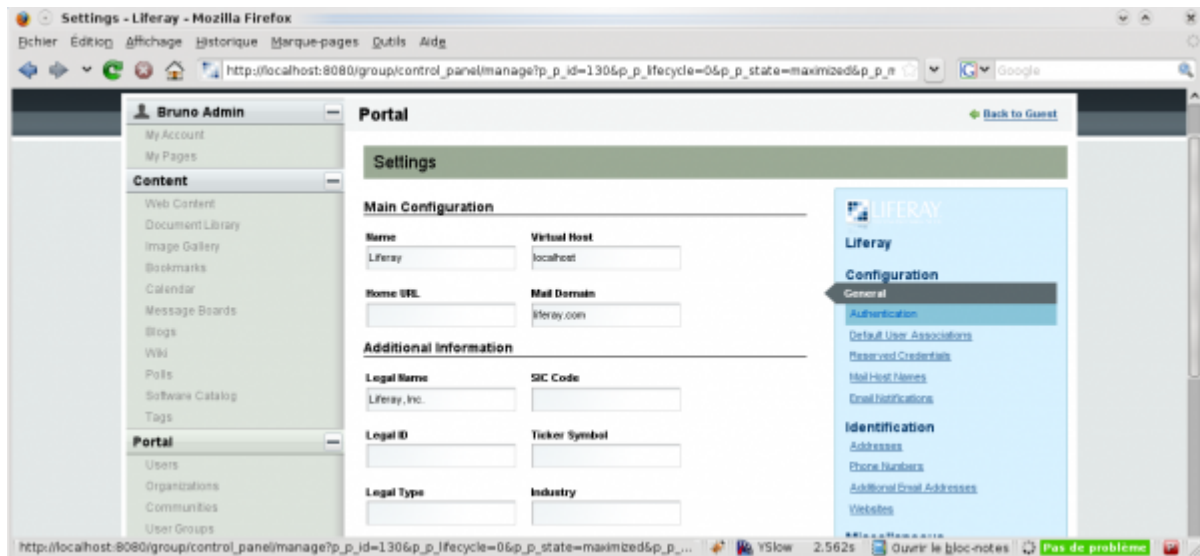 Settings - Liferay - Mozilla Firefox
Fichier Édition Affichage Historique Marque-pages Outils Aide
http://localhost:8080/group/control_panel/manage?p_p_id=130&p_p_lifecycle=0&p_p_state=maximized&p_p_m
Google
Bruno Admin
My Account
My Pages
Content
Web Content
Document Library
Image Gallery
Bookmarks
Calendar
Message Boards
Blogs
Wiki
Polls
Software Catalog
Tags
Portal
Users
Organizations
Communities
User Groups
Portal
Back to Guest
Settings
Main Configuration
Name Virtual Host
Liferay localhost
Home URL Mail Domain
liferay.com
Additional Information
Legal Name SIC Code
Liferay, Inc.
Legal ID Ticker Symbol
Legal Type Industry
LIFERAY
Liferay
Configuration
General
Authentication
Default User Associations
Reserved Credentials
Mail Host Names
Email Notifications
Identification
Addresses
Phone Numbers
Additional Email Addresses
Websites
Miscellaneous
http://localhost:8080/group/control_panel/manage?p_p_id=130&p_p_lifecycle=0&p_p_state=maximized&p_p_... YSlow 2.562s Ouvrir le bloc-notes Pas de problème